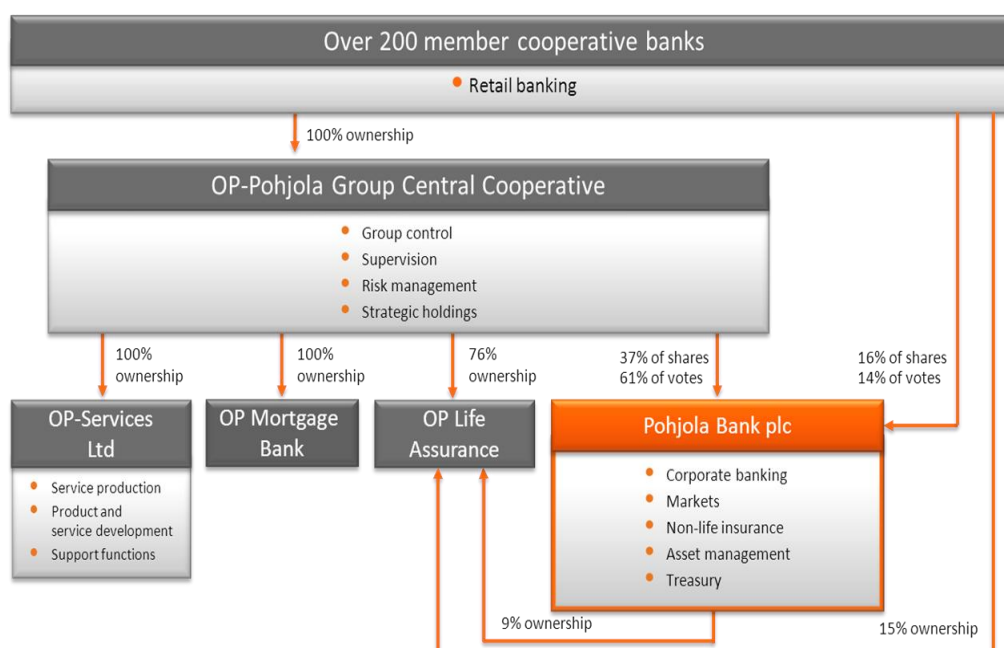 Over 200 member cooperative banks
Retail banking
100% ownership
OP-Pohjola Group Central Cooperative
Group control
Supervision
Risk management
Strategic holdings
100%
ownership
100%
ownership
76%
ownership
37% of shares
61% of votes
16% of shares
14% of votes
OP-Services
Ltd
Service production
Product and
service development
Support functions
OP Mortgage
Bank
OP Life
Assurance
Pohjola Bank plc
Corporate banking
Markets
Non-life insurance
Asset management
Treasury
9% ownership
15% ownership